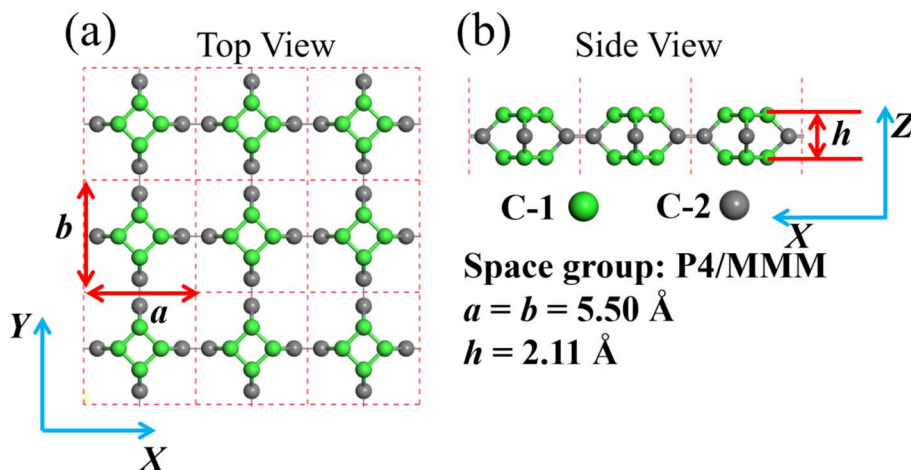 (a)
Top View
b
a
Y
X
(b)
Side View
h
Z
X
C-1
C-2
Space group: P4/MMM
a = b = 5.50 Å
h = 2.11 Å